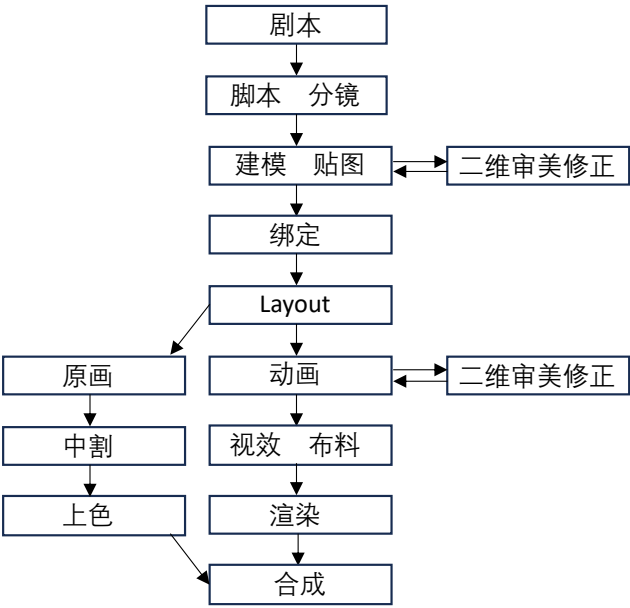 剧本
脚本 分镜
建模 贴图
二维审美修正
绑定
Layout
原画
动画
二维审美修正
中割
视效 布料
上色
渲染
合成